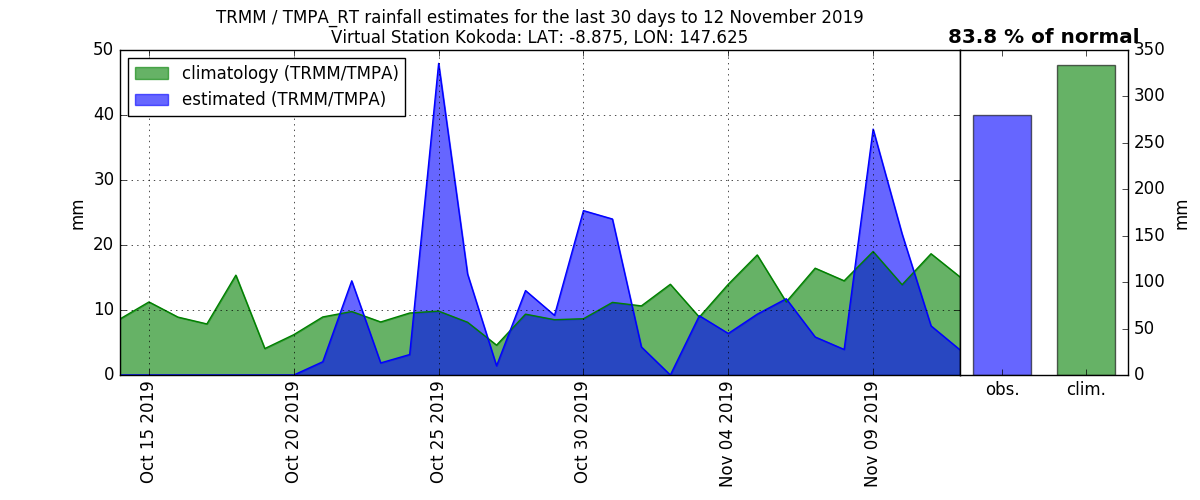 TRMM / TMPA_RT rainfall estimates for the last 30 days to 12 November 2019
Virtual Station Kokoda: LAT: -8.875, LON: 147.625
83.8 % of normal
climatology (TRMM/TMPA)
estimated (TRMM/TMPA)
50
40
30
20
10
0
mm
350
300
250
200
150
100
50
0
mm
Oct 15 2019
Oct 20 2019
Oct 25 2019
Oct 30 2019
Nov 04 2019
Nov 09 2019
obs.
clim.